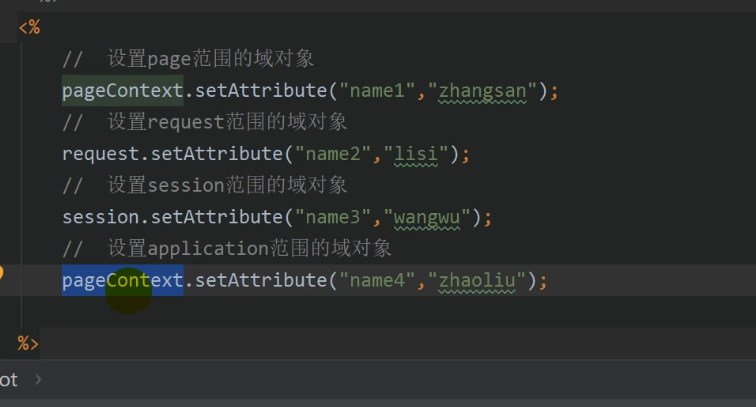 <%
// 设置page范围的域对象
pageContext.setAttribute("name1","zhangsan");
// 设置request范围的域对象
request.setAttribute("name2","lisi");
// 设置session范围的域对象
session.setAttribute("name3","wangwu");
// 设置application范围的域对象
pageContext.setAttribute("name4","zhaoliu");
%>
ot >